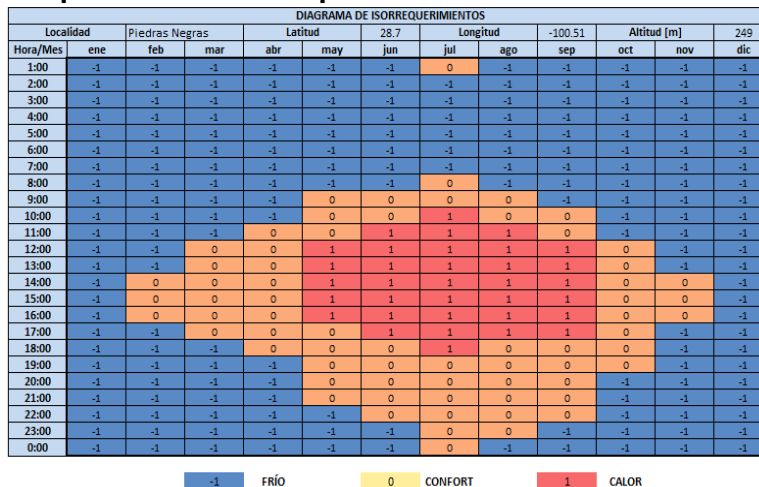 DIAGRAMA DE ISORREQUERIMIENTOS
Localidad Piedras Negras Latitud 28.7 Longitud -100.51 Altitud [m] 249
Hora/Mes ene feb mar abr may jun jul ago sep oct nov dic
1:00 -1 -1 -1 -1 -1 -1 0 -1 -1 -1 -1 -1
2:00 -1 -1 -1 -1 -1 -1 -1 -1 -1 -1 -1 -1
3:00 -1 -1 -1 -1 -1 -1 -1 -1 -1 -1 -1 -1
4:00 -1 -1 -1 -1 -1 -1 -1 -1 -1 -1 -1 -1
5:00 -1 -1 -1 -1 -1 -1 -1 -1 -1 -1 -1 -1
6:00 -1 -1 -1 -1 -1 -1 -1 -1 -1 -1 -1 -1
7:00 -1 -1 -1 -1 -1 -1 -1 -1 -1 -1 -1 -1
8:00 -1 -1 -1 -1 -1 -1 0 -1 -1 -1 -1 -1
9:00 -1 -1 -1 -1 0 0 0 0 -1 -1 -1 -1
10:00 -1 -1 -1 -1 0 0 1 0 0 -1 -1 -1
11:00 -1 -1 -1 0 0 1 1 1 0 -1 -1 -1
12:00 -1 -1 0 0 1 1 1 1 1 0 -1 -1
13:00 -1 -1 0 0 1 1 1 1 1 0 -1 -1
14:00 -1 0 0 0 1 1 1 1 1 0 0 -1
15:00 -1 0 0 0 1 1 1 1 1 0 0 -1
16:00 -1 0 0 0 1 1 1 1 1 0 0 -1
17:00 -1 -1 0 0 0 1 1 1 1 0 -1 -1
18:00 -1 -1 -1 0 0 0 1 0 0 0 -1 -1
19:00 -1 -1 -1 -1 0 0 0 0 0 0 -1 -1
20:00 -1 -1 -1 -1 0 0 0 0 0 -1 -1 -1
21:00 -1 -1 -1 -1 0 0 0 0 0 -1 -1 -1
22:00 -1 -1 -1 -1 -1 0 0 0 0 -1 -1 -1
23:00 -1 -1 -1 -1 -1 -1 0 0 -1 -1 -1 -1
0:00 -1 -1 -1 -1 -1 -1 0 -1 -1 -1 -1 -1
-1 FRÍO 0 CONFORT 1 CALOR